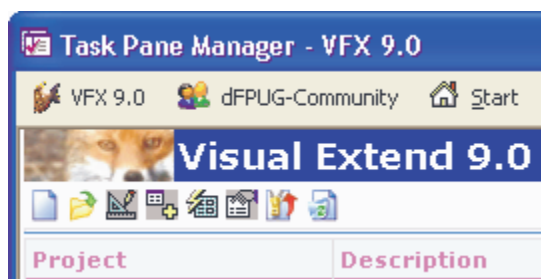 Task Pane Manager - VFX 9.0
VFX 9.0 dFPUG-Community Start
Visual Extend 9.0
Project Description